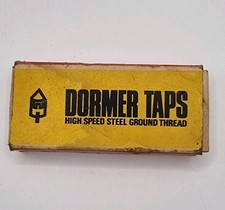 DORMER TAPS
HIGH SPEED STEEL GROUND THREAD